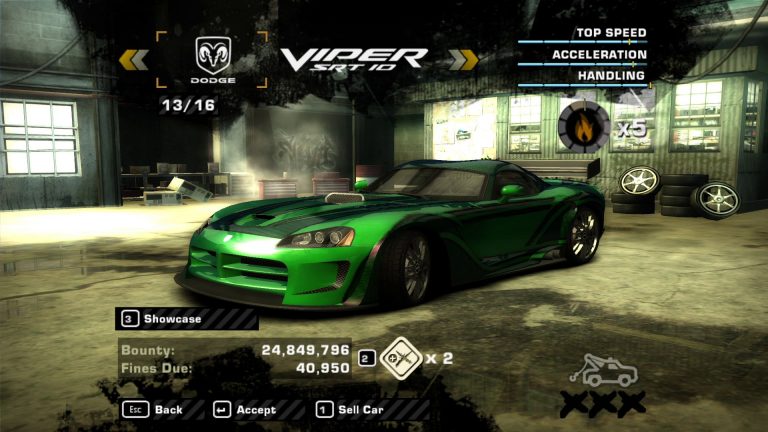 DODGE
VIPER
SRT 10
TOP SPEED
ACCELERATION
HANDLING
13/16
x5
3 Showcase
Bounty: 24,849,796
Fines Due: 40,950
2 x 2
Esc Back
Accept
1 Sell Car